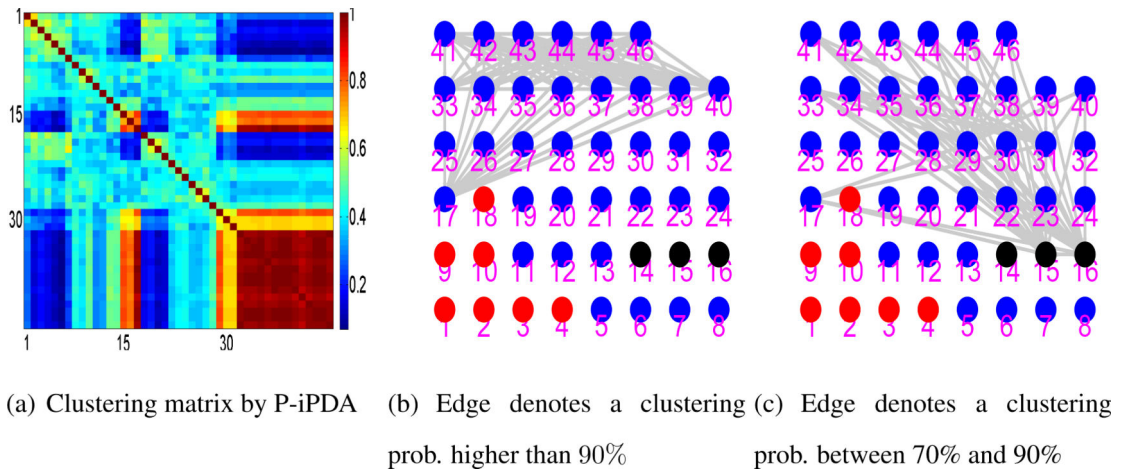 1
15
30
1
15
30
1
0.8
0.6
0.4
0.2
41 42 43 44 45 46
33 34 35 36 37 38 39 40
25 26 27 28 29 30 31 32
17 18 19 20 21 22 23 24
9 10 11 12 13 14 15 16
1 2 3 4 5 6 7 8
41 42 43 44 45 46
33 34 35 36 37 38 39 40
25 26 27 28 29 30 31 32
17 18 19 20 21 22 23 24
9 10 11 12 13 14 15 16
1 2 3 4 5 6 7 8
(a) Clustering matrix by P-iPDA
(b) Edge denotes a clustering
prob. higher than 90%
(c) Edge denotes a clustering
prob. between 70% and 90%